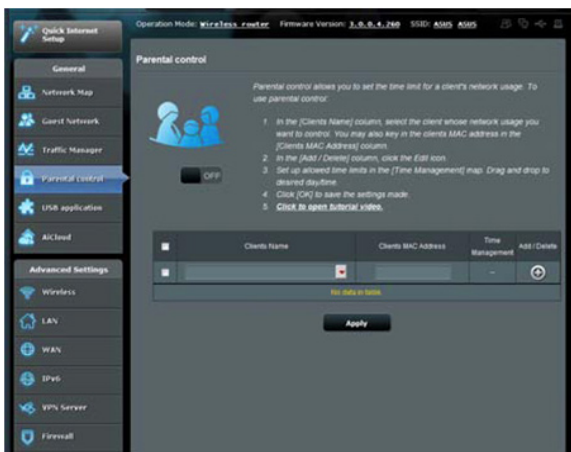 Quick Internet
Setup
Operation Mode: Wireless router Firmware Version: 3.0.0.4.260 SSID: ASUS ASUS
General
Network Map
Guest Network
Traffic Manager
Parental control
USB application
AiCloud
Advanced Settings
Wireless
LAN
WAN
IPv6
VPN Server
Firewall
Parental control
Parental control allows you to set the time limit for a client's network usage. To
use parental control:
1. In the [Clients Name] column, select the client whose network usage you
want to control. You may also key in the clients MAC address in the
[Clients MAC Address] column.
2. In the [Add / Delete] column, click the Edit icon.
3. Set up allowed time limits in the [Time Management] map. Drag and drop to
desired day/time.
4. Click [OK] to save the settings made.
5. Click to open tutorial video.
OFF
Clients Name Clients MAC Address Time
Management Add / Delete
--
No data in table.
Apply